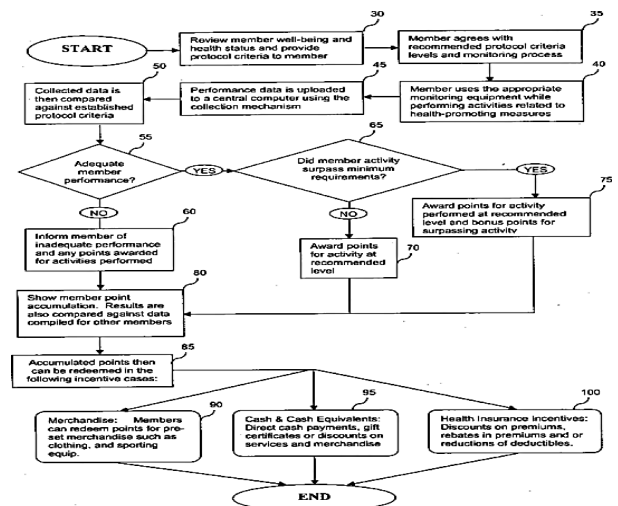 START
30
Review member well-being and
health status and provide
protocol criteria to member
35
Member agrees with
recommended protocol criteria
levels and monitoring process
50
Collected data is
then compared
against established
protocol criteria
45
Performance data is uploaded
to a central computer using the
collection mechanism
40
Member uses the appropriate
monitoring equipment while
performing activities related to
health-promoting measures
55
Adequate
member
performance?
YES
65
Did member activity
surpass minimum
requirements?
YES
75
Award points for activity
performed at recommended
level and bonus points for
surpassing activity
NO
60
Inform member of
inadequate performance
and any points awarded
for activities performed
NO
Award points
for activity at
recommended
level
70
80
Show member point
accumulation. Results are
also compared against data
compiled for other members
85
Accumulated points then
can be redeemed in the
following incentive cases:
90
Merchandise: Members
can redeem points for pre-
set merchandise such as
clothing, and sporting
equip.
95
Cash & Cash Equivalents:
Direct cash payments, gift
certificates or discounts on
services and merchandise
100
Health Insurance Incentives:
Discounts on premiums,
rebates in premiums and or
reductions of deductibles.
END